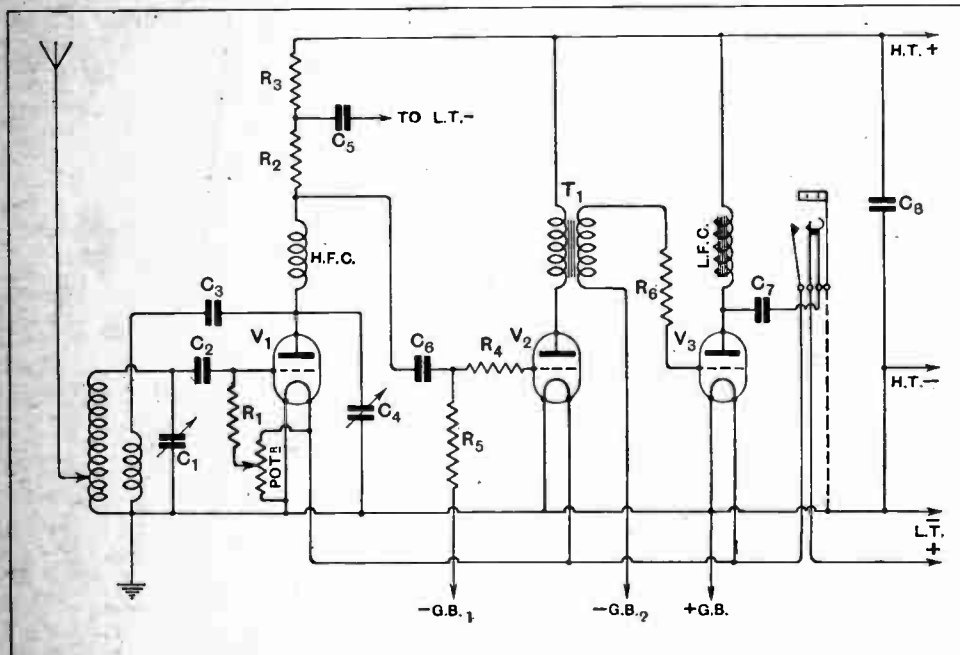 H.T. +
R3
C5
TO L.T.-
R2
H.F.C.
T1
L.F.C.
C8
C3
V1
C2
R6
C7
C6
R4
V2
V3
C4
H.T.-
R1
C1
POTR
R5
L.T. -
+
-G.B.1
-G.B.2
+G.B.